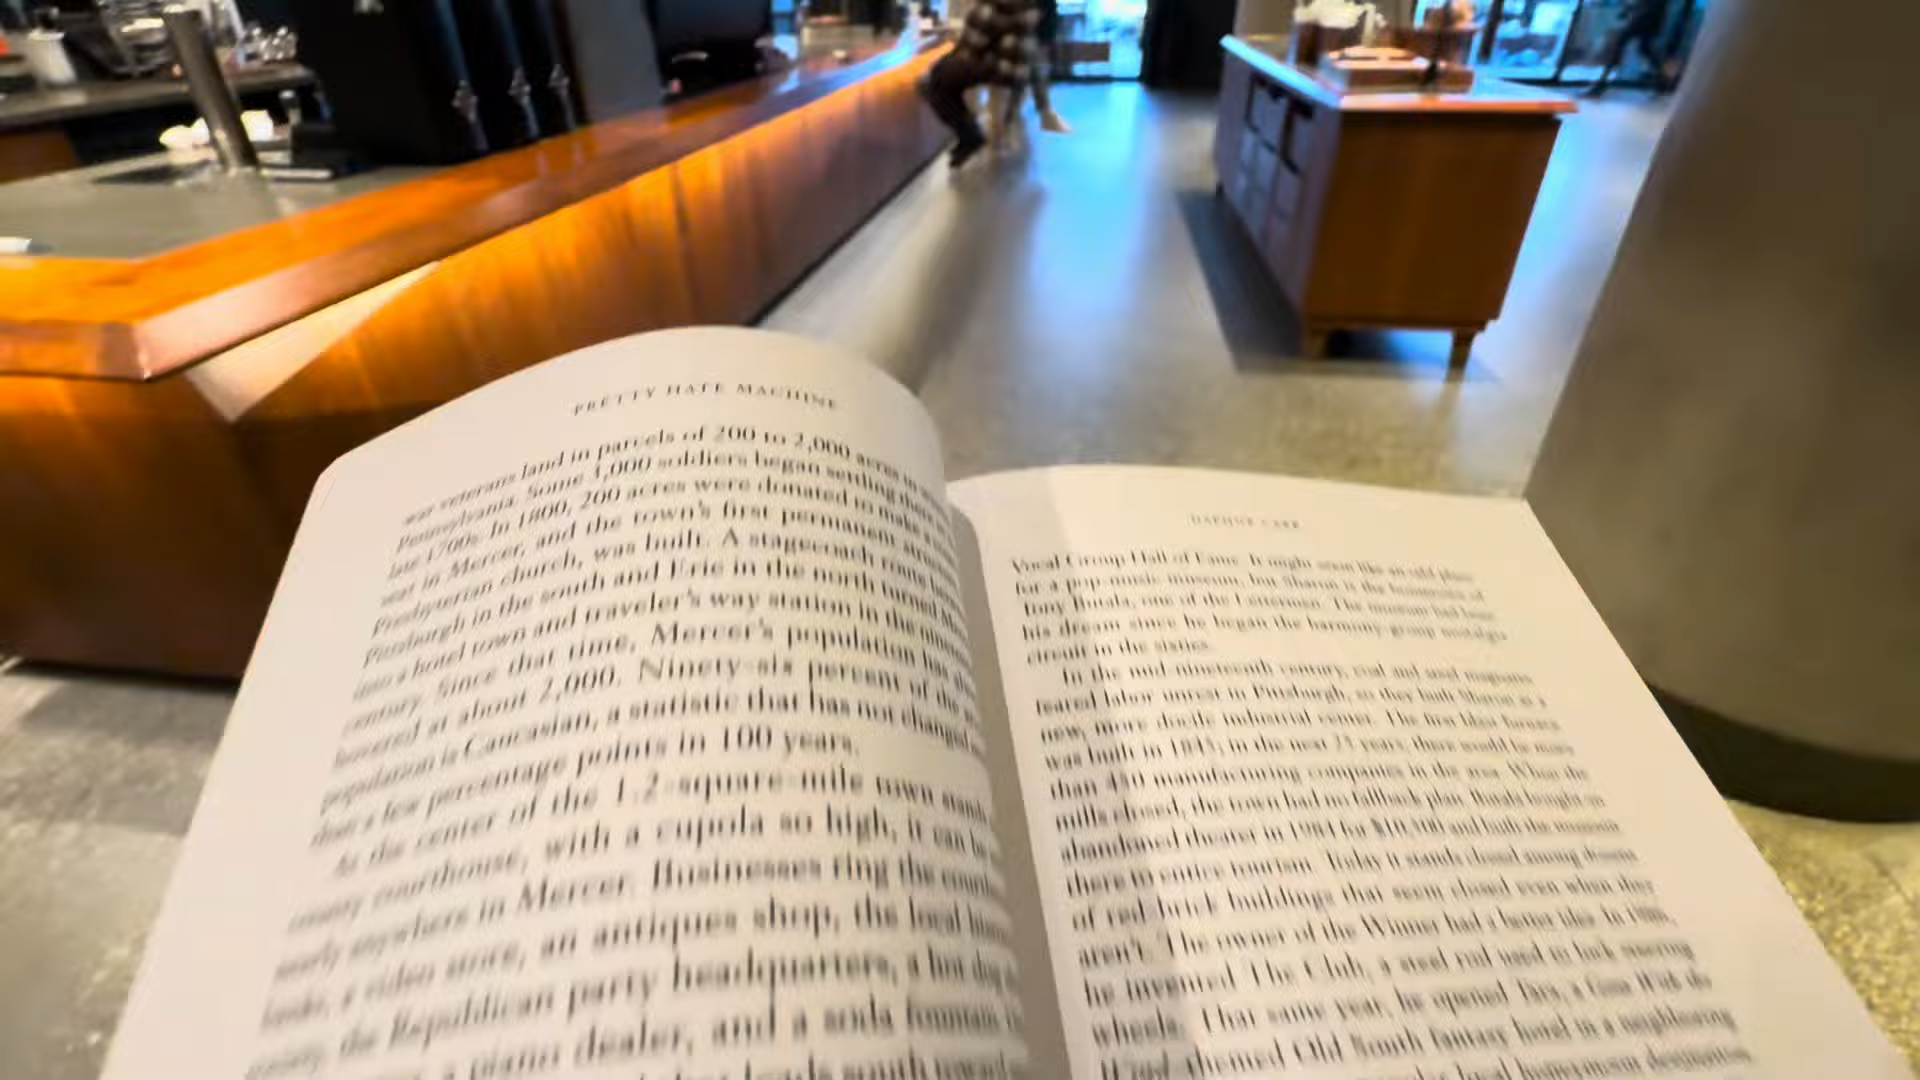 PRETTY HATE MACHINE
war veterans land in parcels of 200 to 2,000 acres in
Pennsylvania. Some 3,000 soldiers began settling there
late 1700s. In 1800, 200 acres were donated to make a
seat in Mercer, and the town's first permanent
Presbyterian church, was built. A stagecoach route
Pittsburgh in the south and Erie in the north turned
into a hotel town and traveler's way station in the
century. Since that time, Mercer's population has
hovered at about 2,000. Ninety-six percent of the
population is Caucasian, a statistic that has not changed
than a few percentage points in 100 years.
At the center of the 1.2-square-mile town stands
county courthouse, with a cupola so high, it can be
nearly anywhere in Mercer. Businesses ring the
a video store, an antiques shop, the local
the Republican party headquarters, a hot dog
a piano dealer, and a soda fountain
south
DAPHNE CARR
Vocal Group Hall of Fame. It might seem like an odd place
for a pop-music museum, but Sharon is the hometown of
Tony Butala, one of the Lettermen. The museum had been
his dream since he began the harmony-group nostalgia
circuit in the sixties.
In the mid-nineteenth century, coal and steel magnates
feared labor unrest in Pittsburgh, so they built Sharon as a
new, more docile industrial center. The first blast furnace
was built in 1845; in the next 25 years, there would be more
than 450 manufacturing companies in the area. When the
mills closed, the town had no fallback plan. Butala bought an
abandoned theater in 1984 for and built the museum
there to entice tourism. Today it stands closed among dozens
of red brick buildings that seem closed even when they
aren't. The owner of the Winner had a better idea. In
he invented The Club, a steel rod used to lock steering
wheels. That same year, he opened Tara, a Gone With the
Wind-themed Old South fantasy hotel in a neighboring
local honeymoon destination